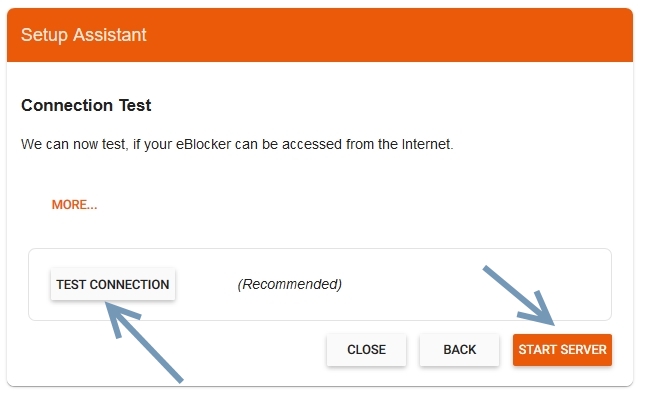 Setup Assistant
Connection Test
We can now test, if your eBlocker can be accessed from the Internet.
MORE...
TEST CONNECTION (Recommended)
CLOSE BACK START SERVER